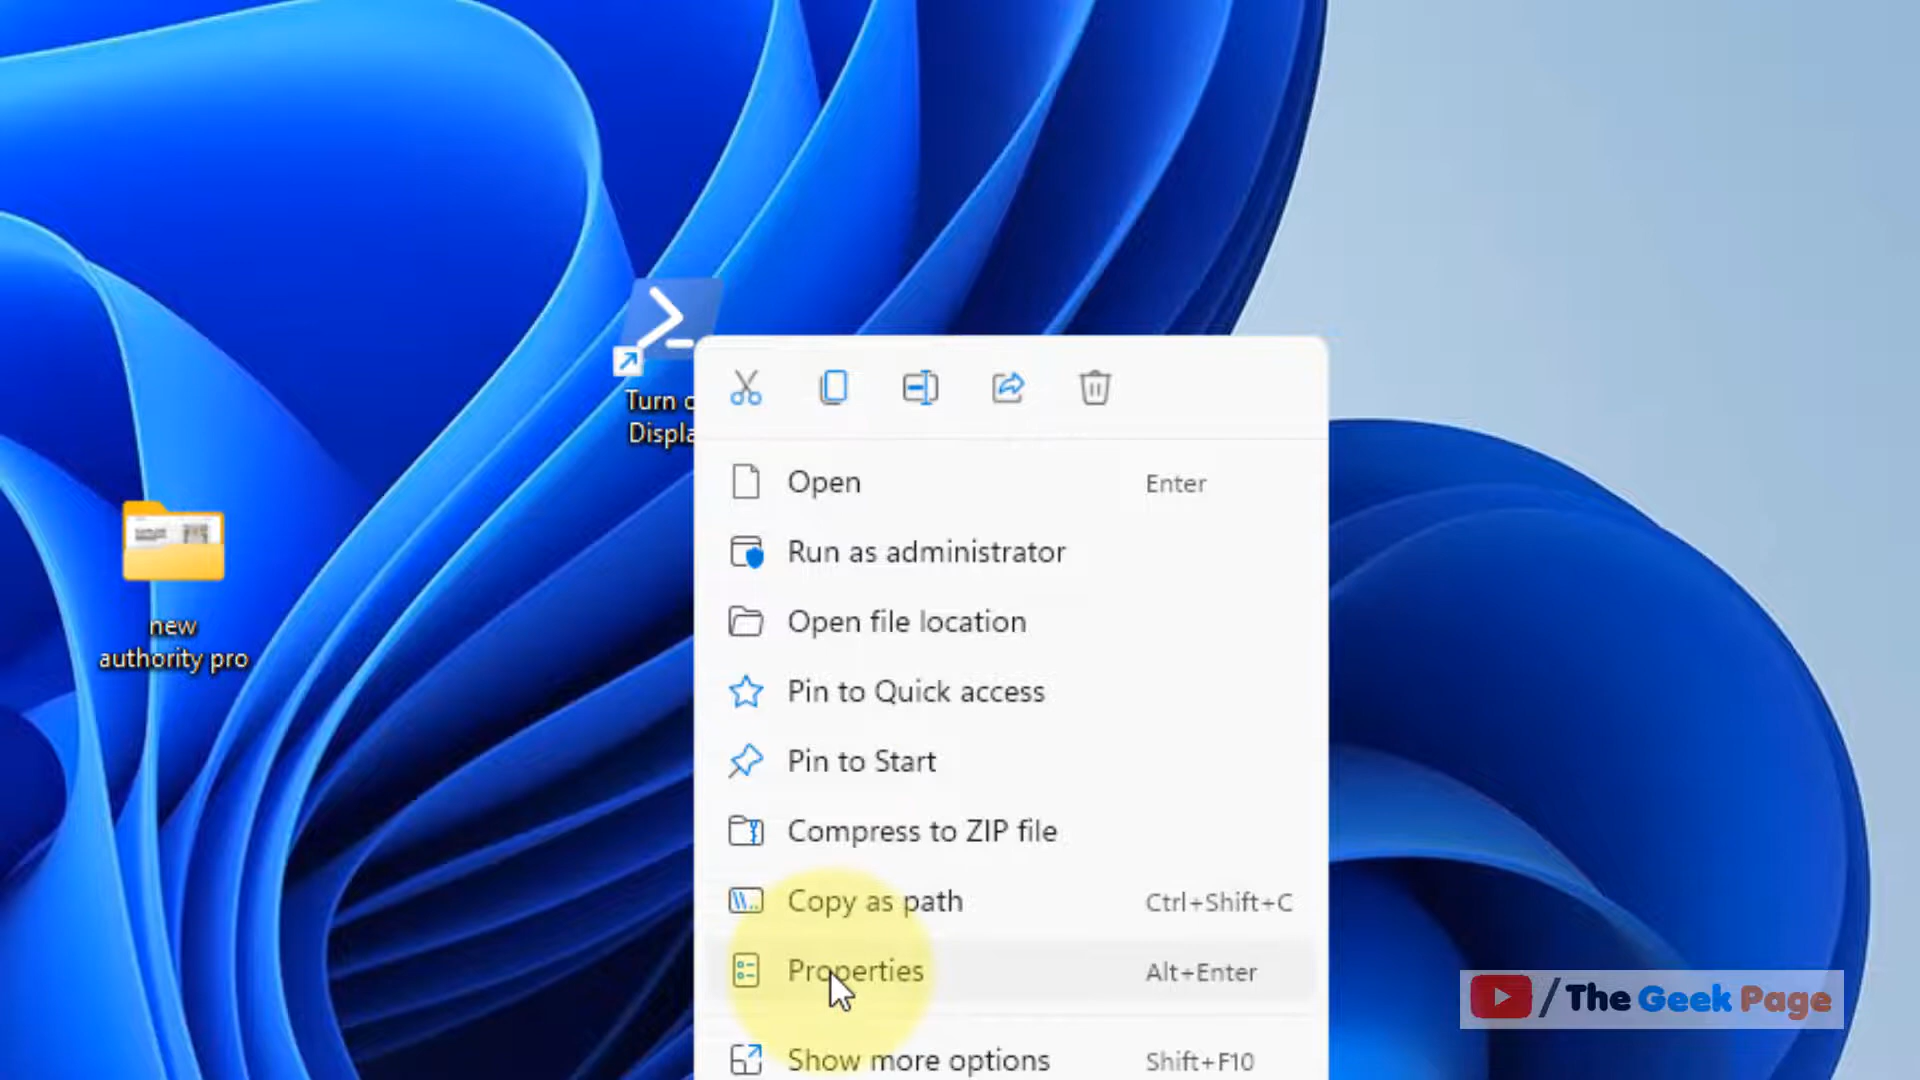 Turn o
Displa
new
authority pro
Open Enter
Run as administrator
Open file location
Pin to Quick access
Pin to Start
Compress to ZIP file
Copy as path Ctrl+Shift+C
Properties Alt+Enter
Show more options Shift+F10
/ The Geek Page